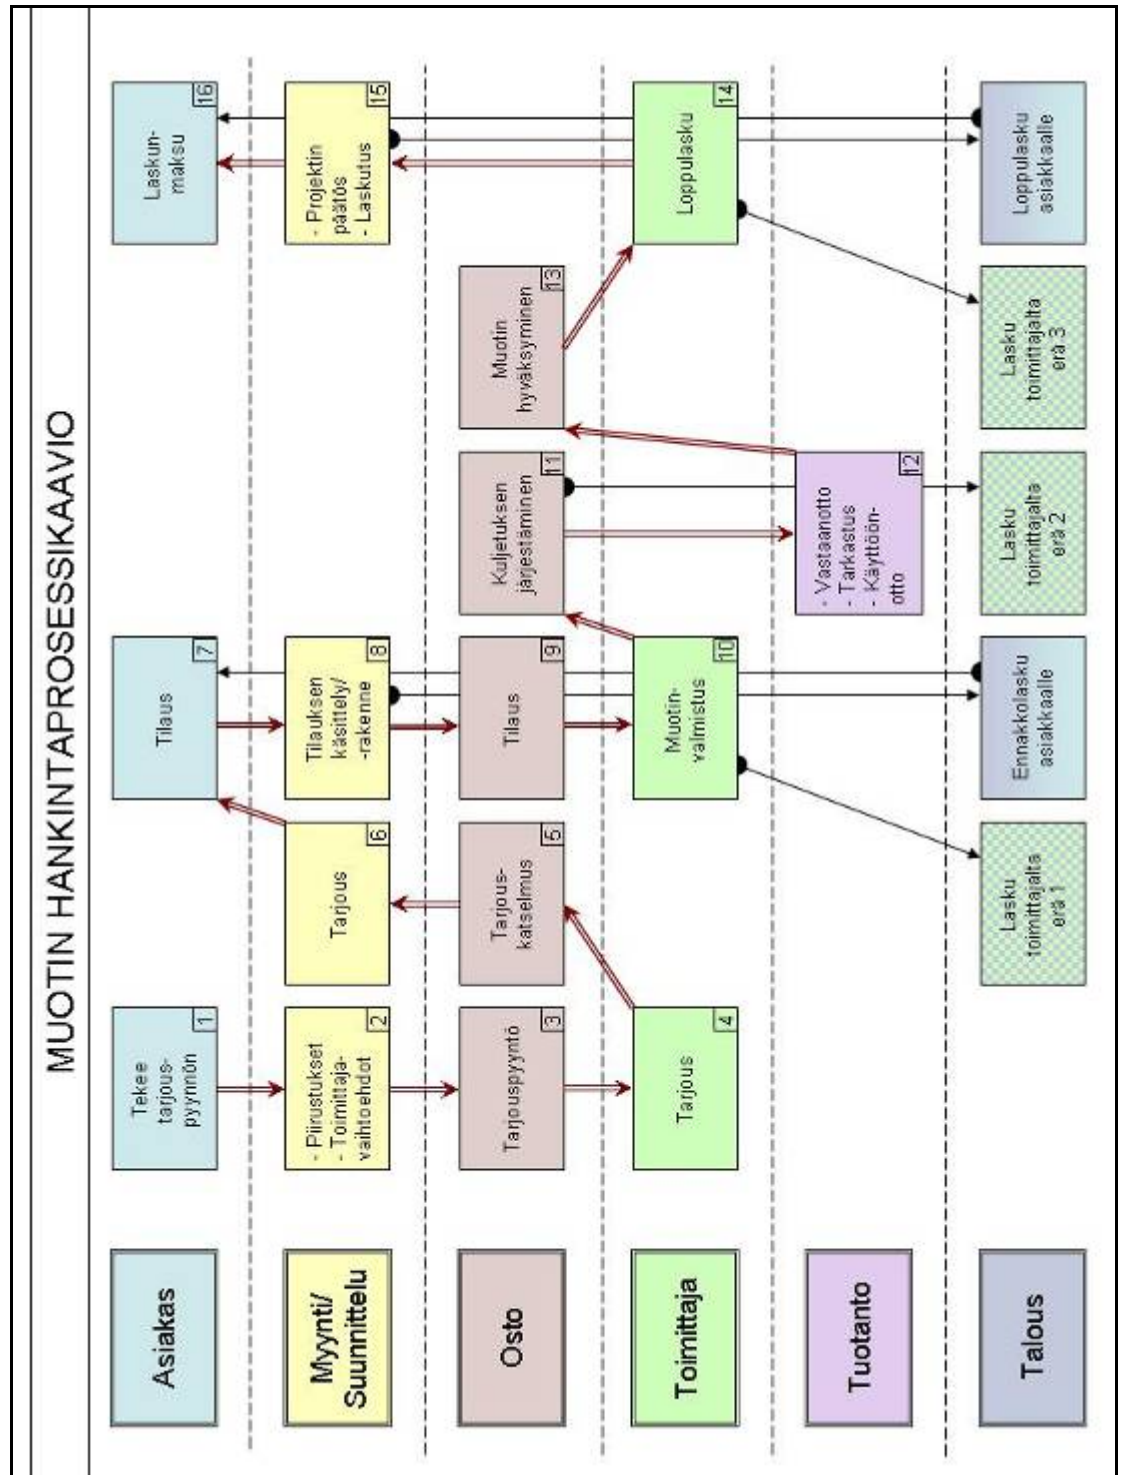 MUOTIN HANKINTAPROSESSIKAAVIO
Asiakas
Tekee
tarjous-
pyynnön
1
Tilaus
7
Laskun-
maksu
16
Myynti/
Suunnittelu
- Piirustukset
- Toimittaja-
vaihtoehdot
2
Tarjous
6
Tilauksen
käsittely/
-rakenne
8
- Projektin
päätös
- Laskutus
15
Osto
Tarjouspyyntö
3
Tarjous-
katselmus
5
Tilaus
9
Kuljetuksen
järjestäminen
11
Muotin
hyväksyminen
13
Toimittaja
Tarjous
4
Muotin-
valmistus
10
Loppulasku
14
Tuotanto
- Vastaanotto
- Tarkastus
- Käyttöön-
otto
12
Talous
Lasku
toimittajalta
erä 1
Ennakkolasku
asiakkaalle
Lasku
toimittajalta
erä 2
Lasku
toimittajalta
erä 3
Loppulasku
asiakkaalle